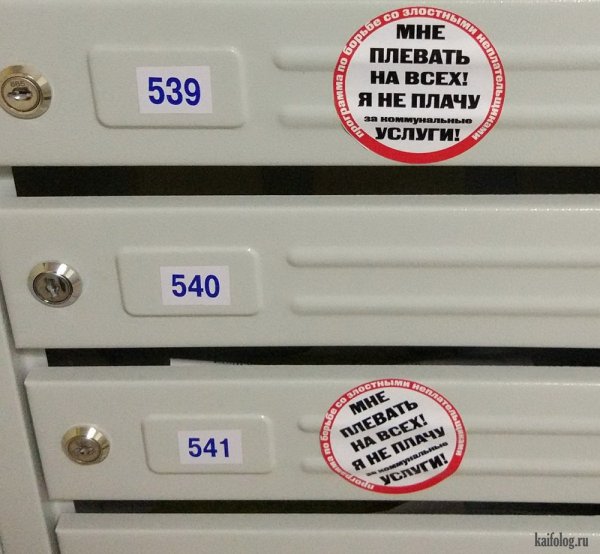 539
программа по борьбе со злостными неплательщиками
МНЕ
ПЛЕВАТЬ
НА ВСЕХ!
Я НЕ ПЛАЧУ
за коммунальные
УСЛУГИ!
540
541
программа по борьбе со злостными неплательщиками
МНЕ
ПЛЕВАТЬ
НА ВСЕХ!
Я НЕ ПЛАЧУ
за коммунальные
УСЛУГИ!
kaifolog.ru